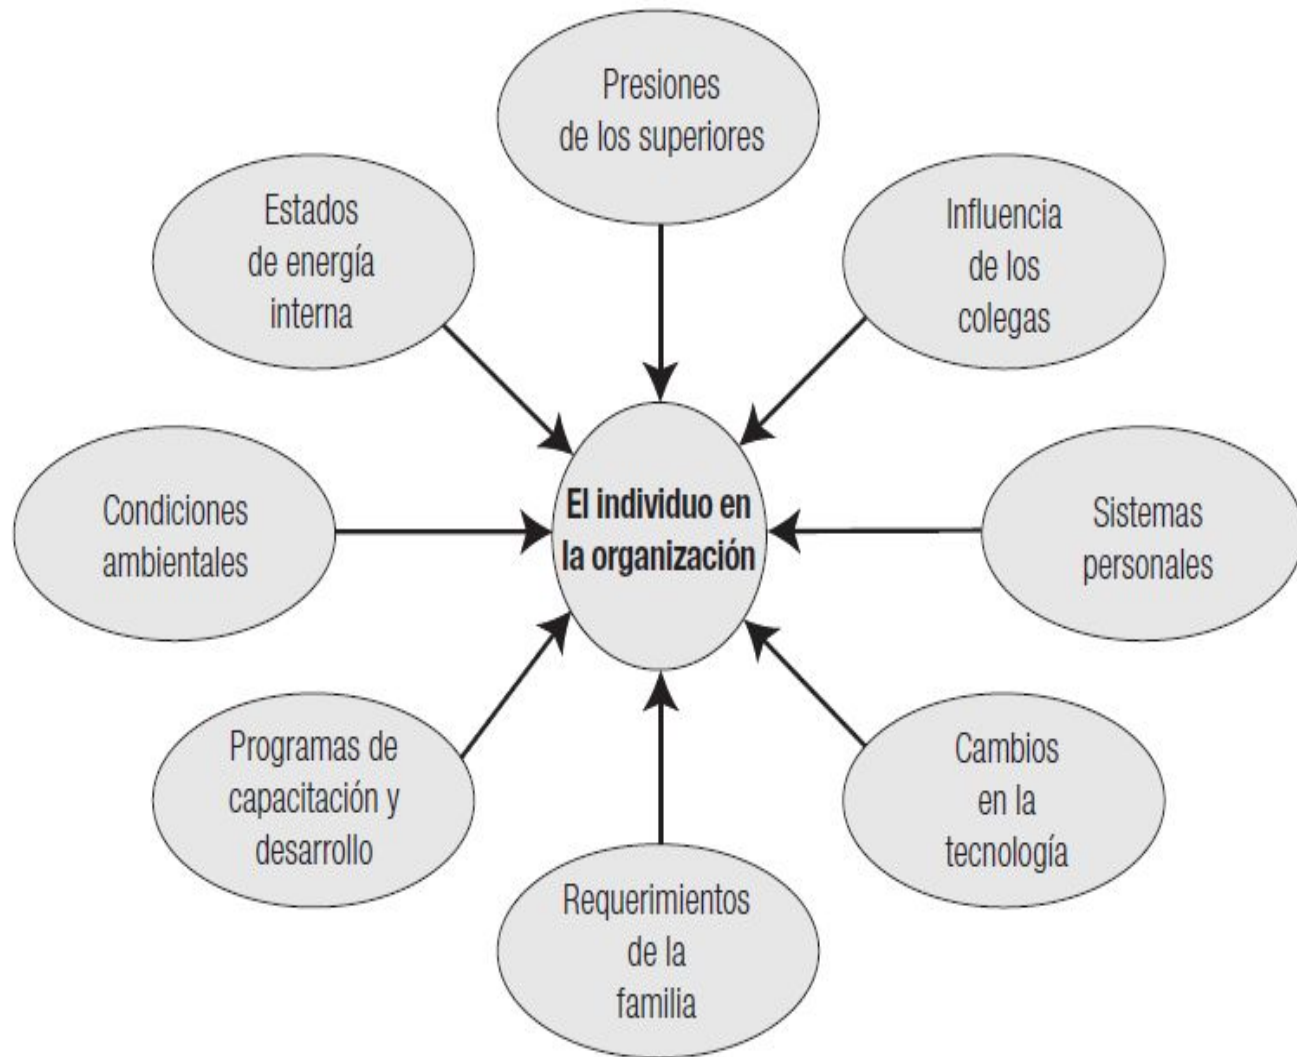 Presiones
de los superiores
Estados
de energía
interna
Influencia
de los
colegas
Condiciones
ambientales
El individuo en
la organización
Sistemas
personales
Programas de
capacitación y
desarrollo
Cambios
en la
tecnología
Requerimientos
de la
familia